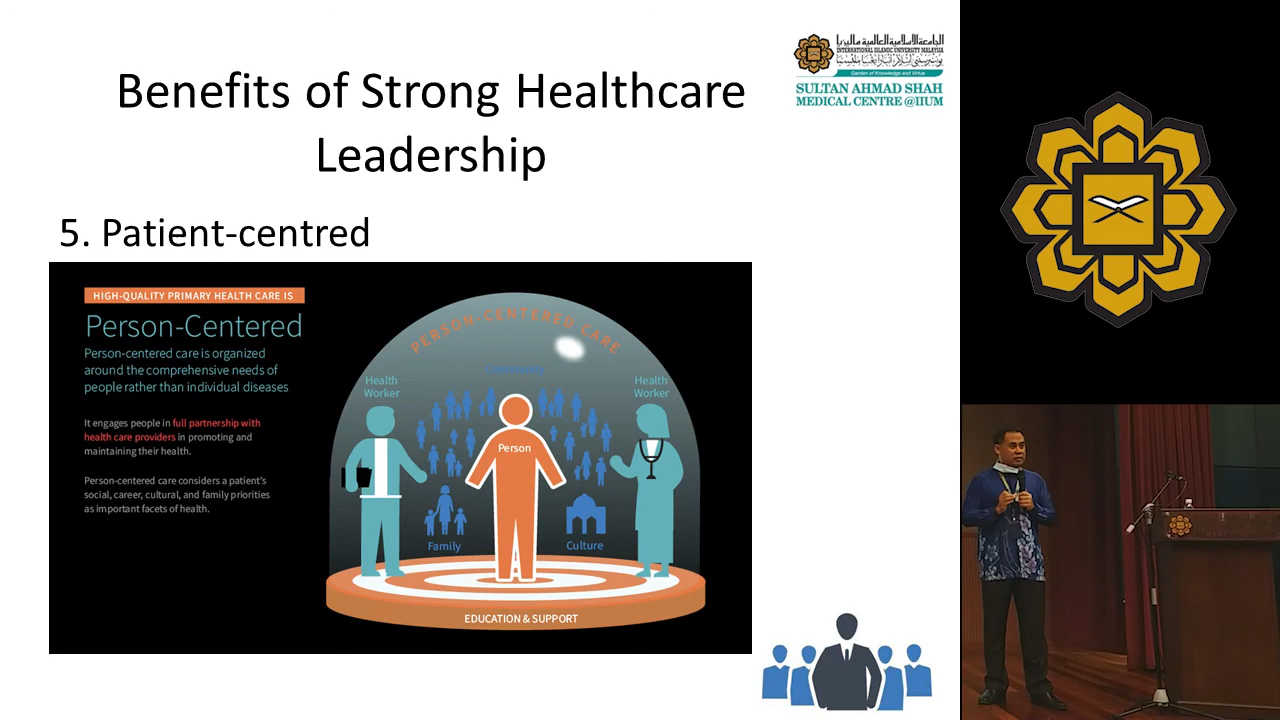 Benefits of Strong Healthcare
Leadership
الجامعة الإسلامية العالمية ماليزيا
INTERNATIONAL ISLAMIC UNIVERSITY MALAYSIA
Garden of Knowledge and Virtue
SULTAN AHMAD SHAH
MEDICAL CENTRE @IIUM
5. Patient-centred
HIGH-QUALITY PRIMARY HEALTH CARE IS
Person-Centered
Person-centered care is organized
around the comprehensive needs of
people rather than individual diseases
It engages people in full partnership with
health care providers in promoting and
maintaining their health.
Person-centered care considers a patient's
social, career, cultural, and family priorities
as important facets of health.
PERSON-CENTERED CARE
Community
Health
Worker
Health
Worker
Person
Family
Culture
EDUCATION & SUPPORT